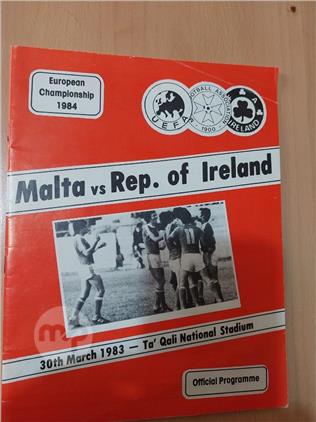 European
Championship
1984
UEFA
FOOTBALL ASSOCIATION
1900
F A
IRELAND
Malta vs Rep. of Ireland
30th March 1983 — Ta' Qali National Stadium
Official Programme